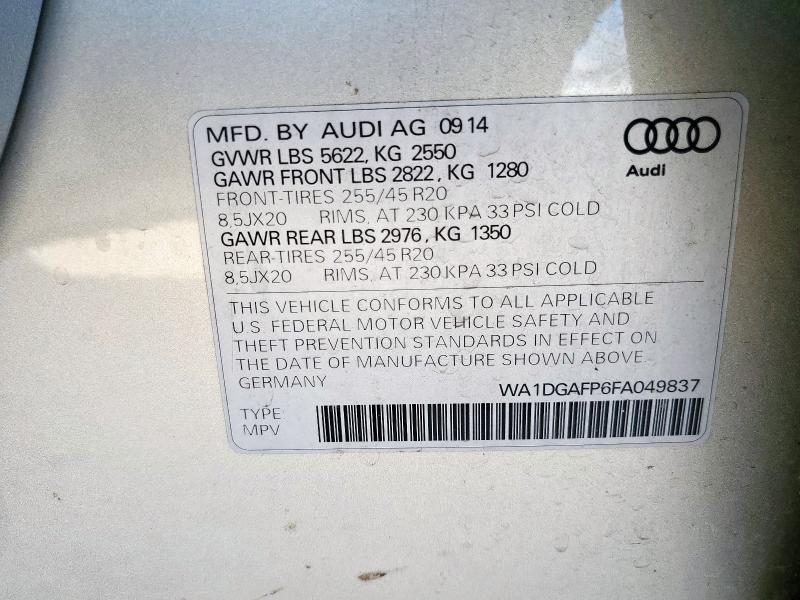 MFD. BY AUDI AG 09 14
GVWR LBS 5622, KG 2550
GAWR FRONT LBS 2822, KG 1280
FRONT-TIRES 255/45 R20
8,5JX20 RIMS, AT 230 KPA 33 PSI COLD
GAWR REAR LBS 2976, KG 1350
REAR-TIRES 255/45 R20
8,5JX20 RIMS, AT 230 KPA 33 PSI COLD
Audi
THIS VEHICLE CONFORMS TO ALL APPLICABLE
U.S. FEDERAL MOTOR VEHICLE SAFETY AND
THEFT PREVENTION STANDARDS IN EFFECT ON
THE DATE OF MANUFACTURE SHOWN ABOVE.
GERMANY
WA1DGAFP6FA049837
TYPE:
MPV